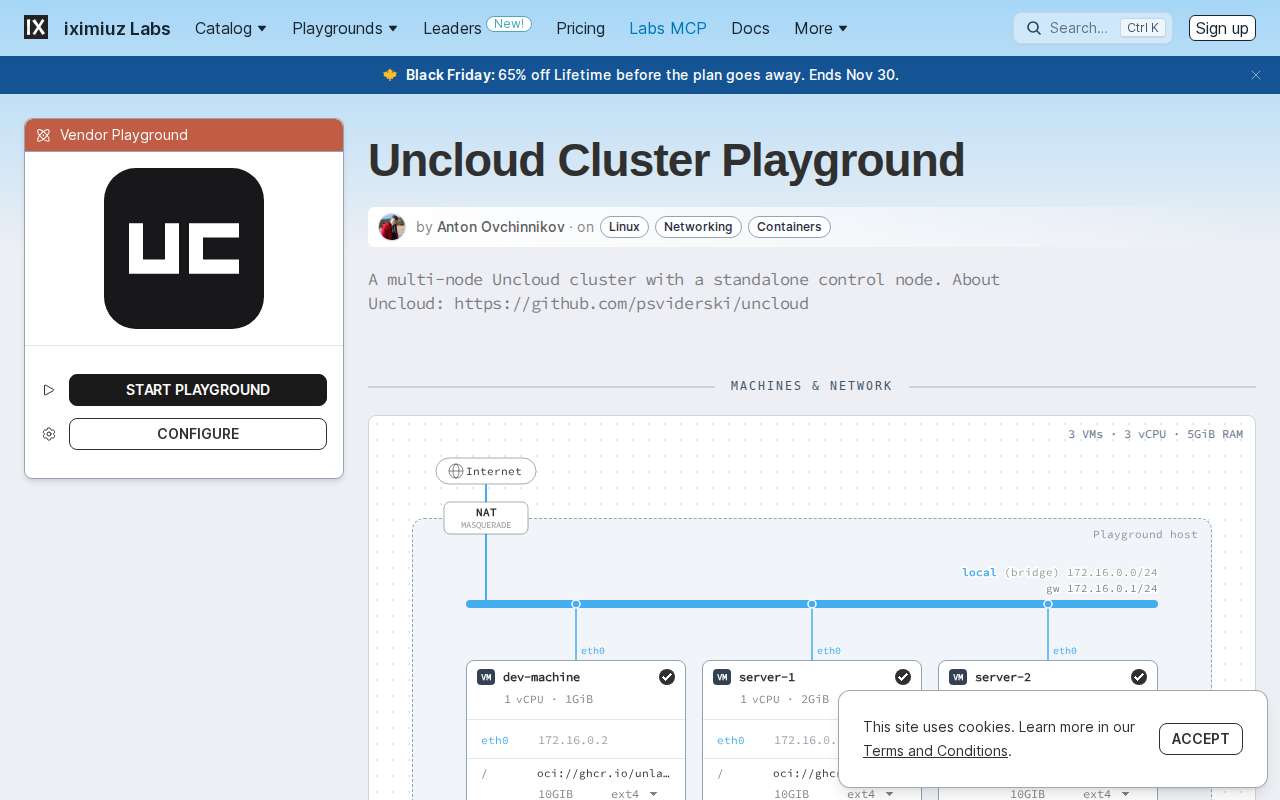 iximiuz Labs
Catalog
Playgrounds
Leaders New!
Pricing
Labs MCP
Docs
More
Search...
Ctrl K
Sign up
Black Friday: 65% off Lifetime before the plan goes away. Ends Nov 30.
Vendor Playground
UC
START PLAYGROUND
CONFIGURE
Uncloud Cluster Playground
by Anton Ovchinnikov · on Linux Networking Containers
A multi-node Uncloud cluster with a standalone control node. About
Uncloud: https://github.com/psviderski/uncloud
MACHINES & NETWORK
3 VMs · 3 vCPU · 5GiB RAM
Internet
NAT
MASQUERADE
Playground host
local (bridge) 172.16.0.0/24
gw 172.16.0.1/24
eth0
eth0
eth0
VM dev-machine
1 vCPU · 1GiB
eth0 172.16.0.2
/ oci://ghcr.io/unla…
10GIB ext4
VM server-1
1 vCPU · 2GiB
eth0 172.16.0.
/ oci://ghcr
10GIB ext4
VM server-2
10GIB ext4
This site uses cookies. Learn more in our
Terms and Conditions.
ACCEPT